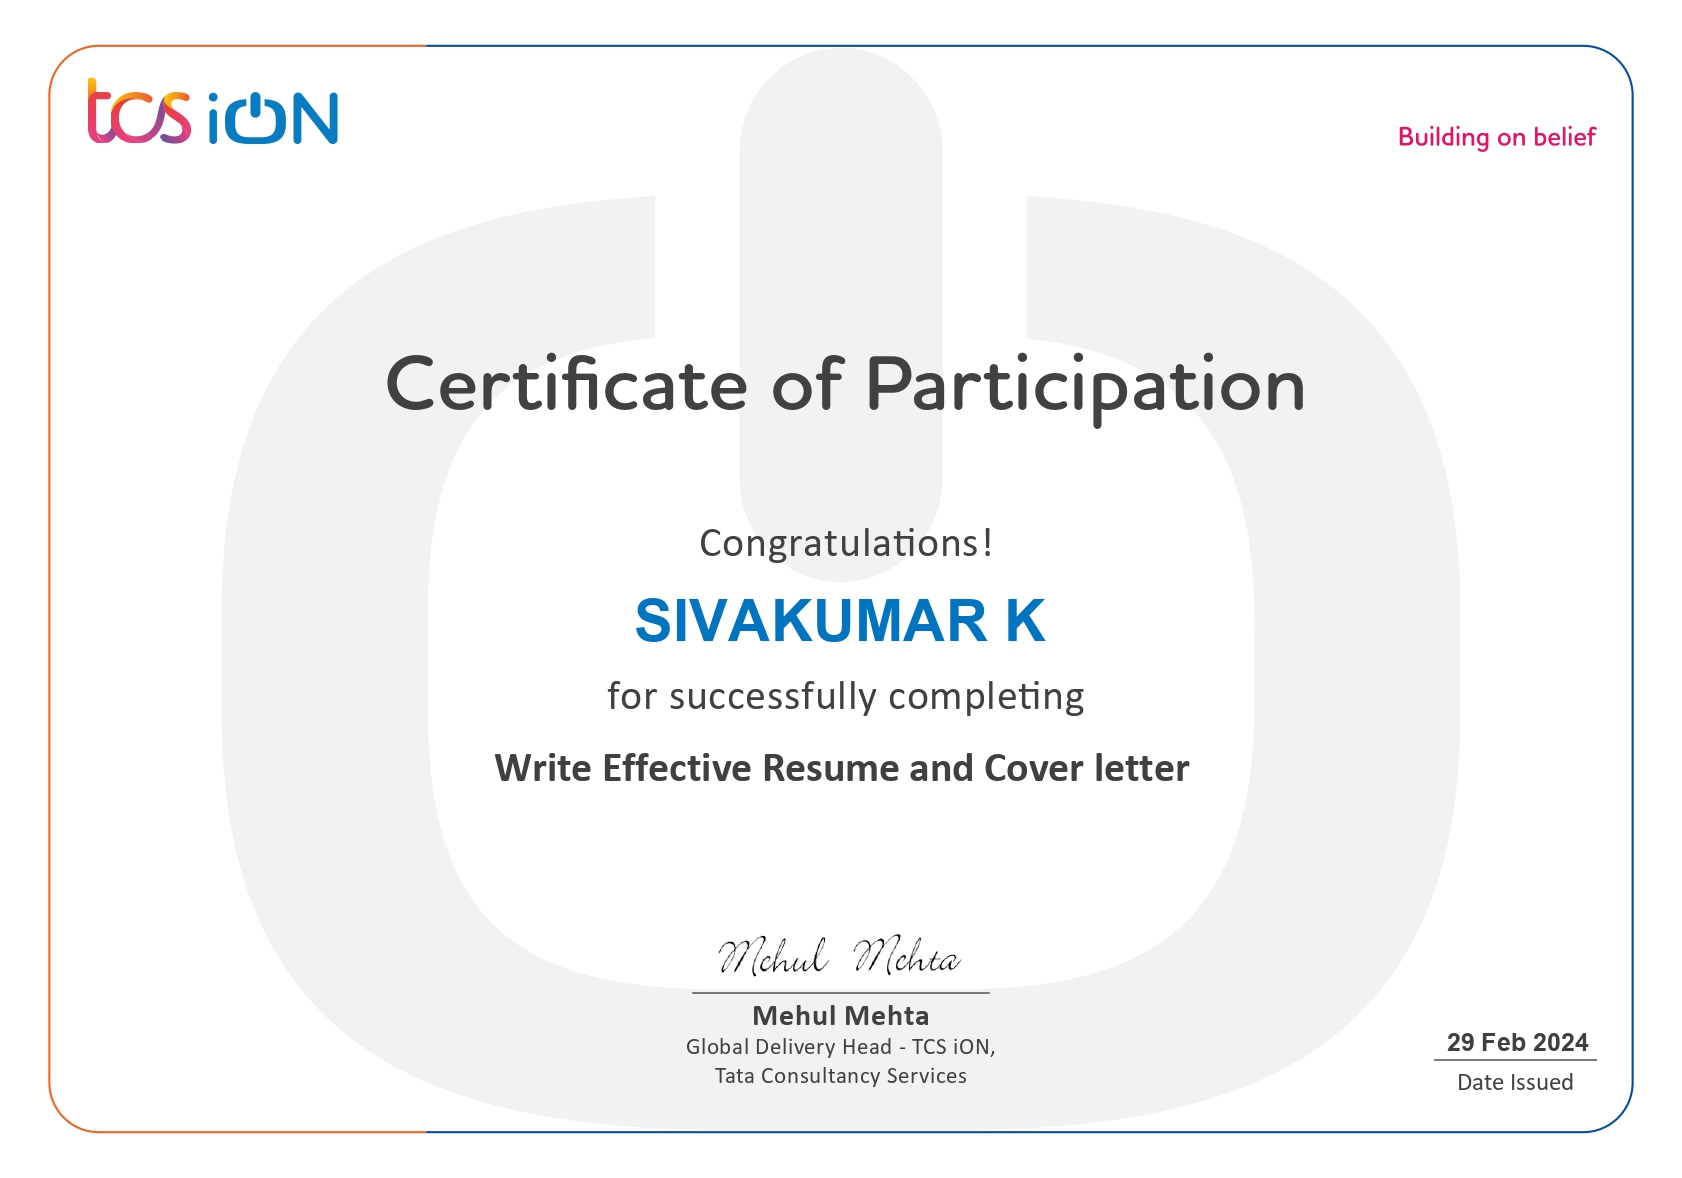 tcs iON
Building on belief
Certificate of Participation
Congratulations!
SIVAKUMAR K
for successfully completing
Write Effective Resume and Cover letter
Mehul Mehta
Mehul Mehta
Global Delivery Head - TCS iON,
Tata Consultancy Services
29 Feb 2024
Date Issued